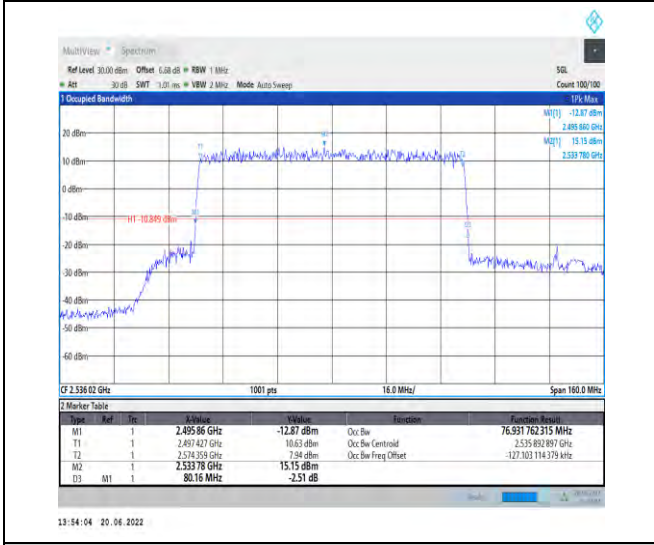 MultiView Spectrum
Ref Level 30.00 dBm Offset 6.68 dB RBW 1 MHz SGL
Att 30 dB SWT 1.01 ms VBW 2 MHz Mode Auto Sweep Count 100/100
1 Occupied Bandwidth 1Pk Max
M1[1] -12.87 dBm
2.495 860 GHz
M2[1] 15.15 dBm
2.533 780 GHz
20 dBm
10 dBm
0 dBm
-10 dBm
H1 -10.849 dBm
-20 dBm
-30 dBm
-40 dBm
-50 dBm
-60 dBm
T1
M2
T2
CF 2.536 02 GHz 1001 pts 16.0 MHz/ Span 160.0 MHz
2 Marker Table
Type Ref Trc X-Value Y-Value Function Function Result
M1 1 2.495 86 GHz -12.87 dBm Occ Bw 76.931 762 315 MHz
T1 1 2.497 427 GHz 10.63 dBm Occ Bw Centroid 2.535 892 897 GHz
T2 1 2.574 359 GHz 7.94 dBm Occ Bw Freq Offset -127.103 114 379 kHz
M2 1 2.533 78 GHz 15.15 dBm
D3 M1 1 80.16 MHz -2.51 dB
13:54:04 20.06.2022